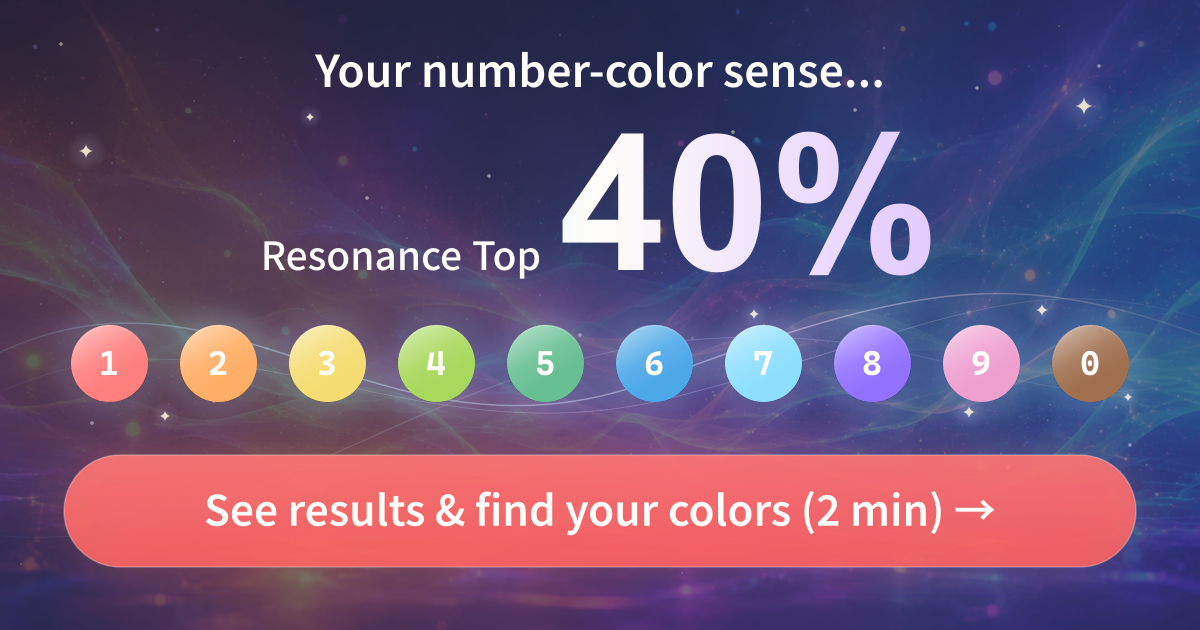 Your number-color sense...
Resonance Top 40%
1 2 3 4 5 6 7 8 9 0
See results & find your colors (2 min) →